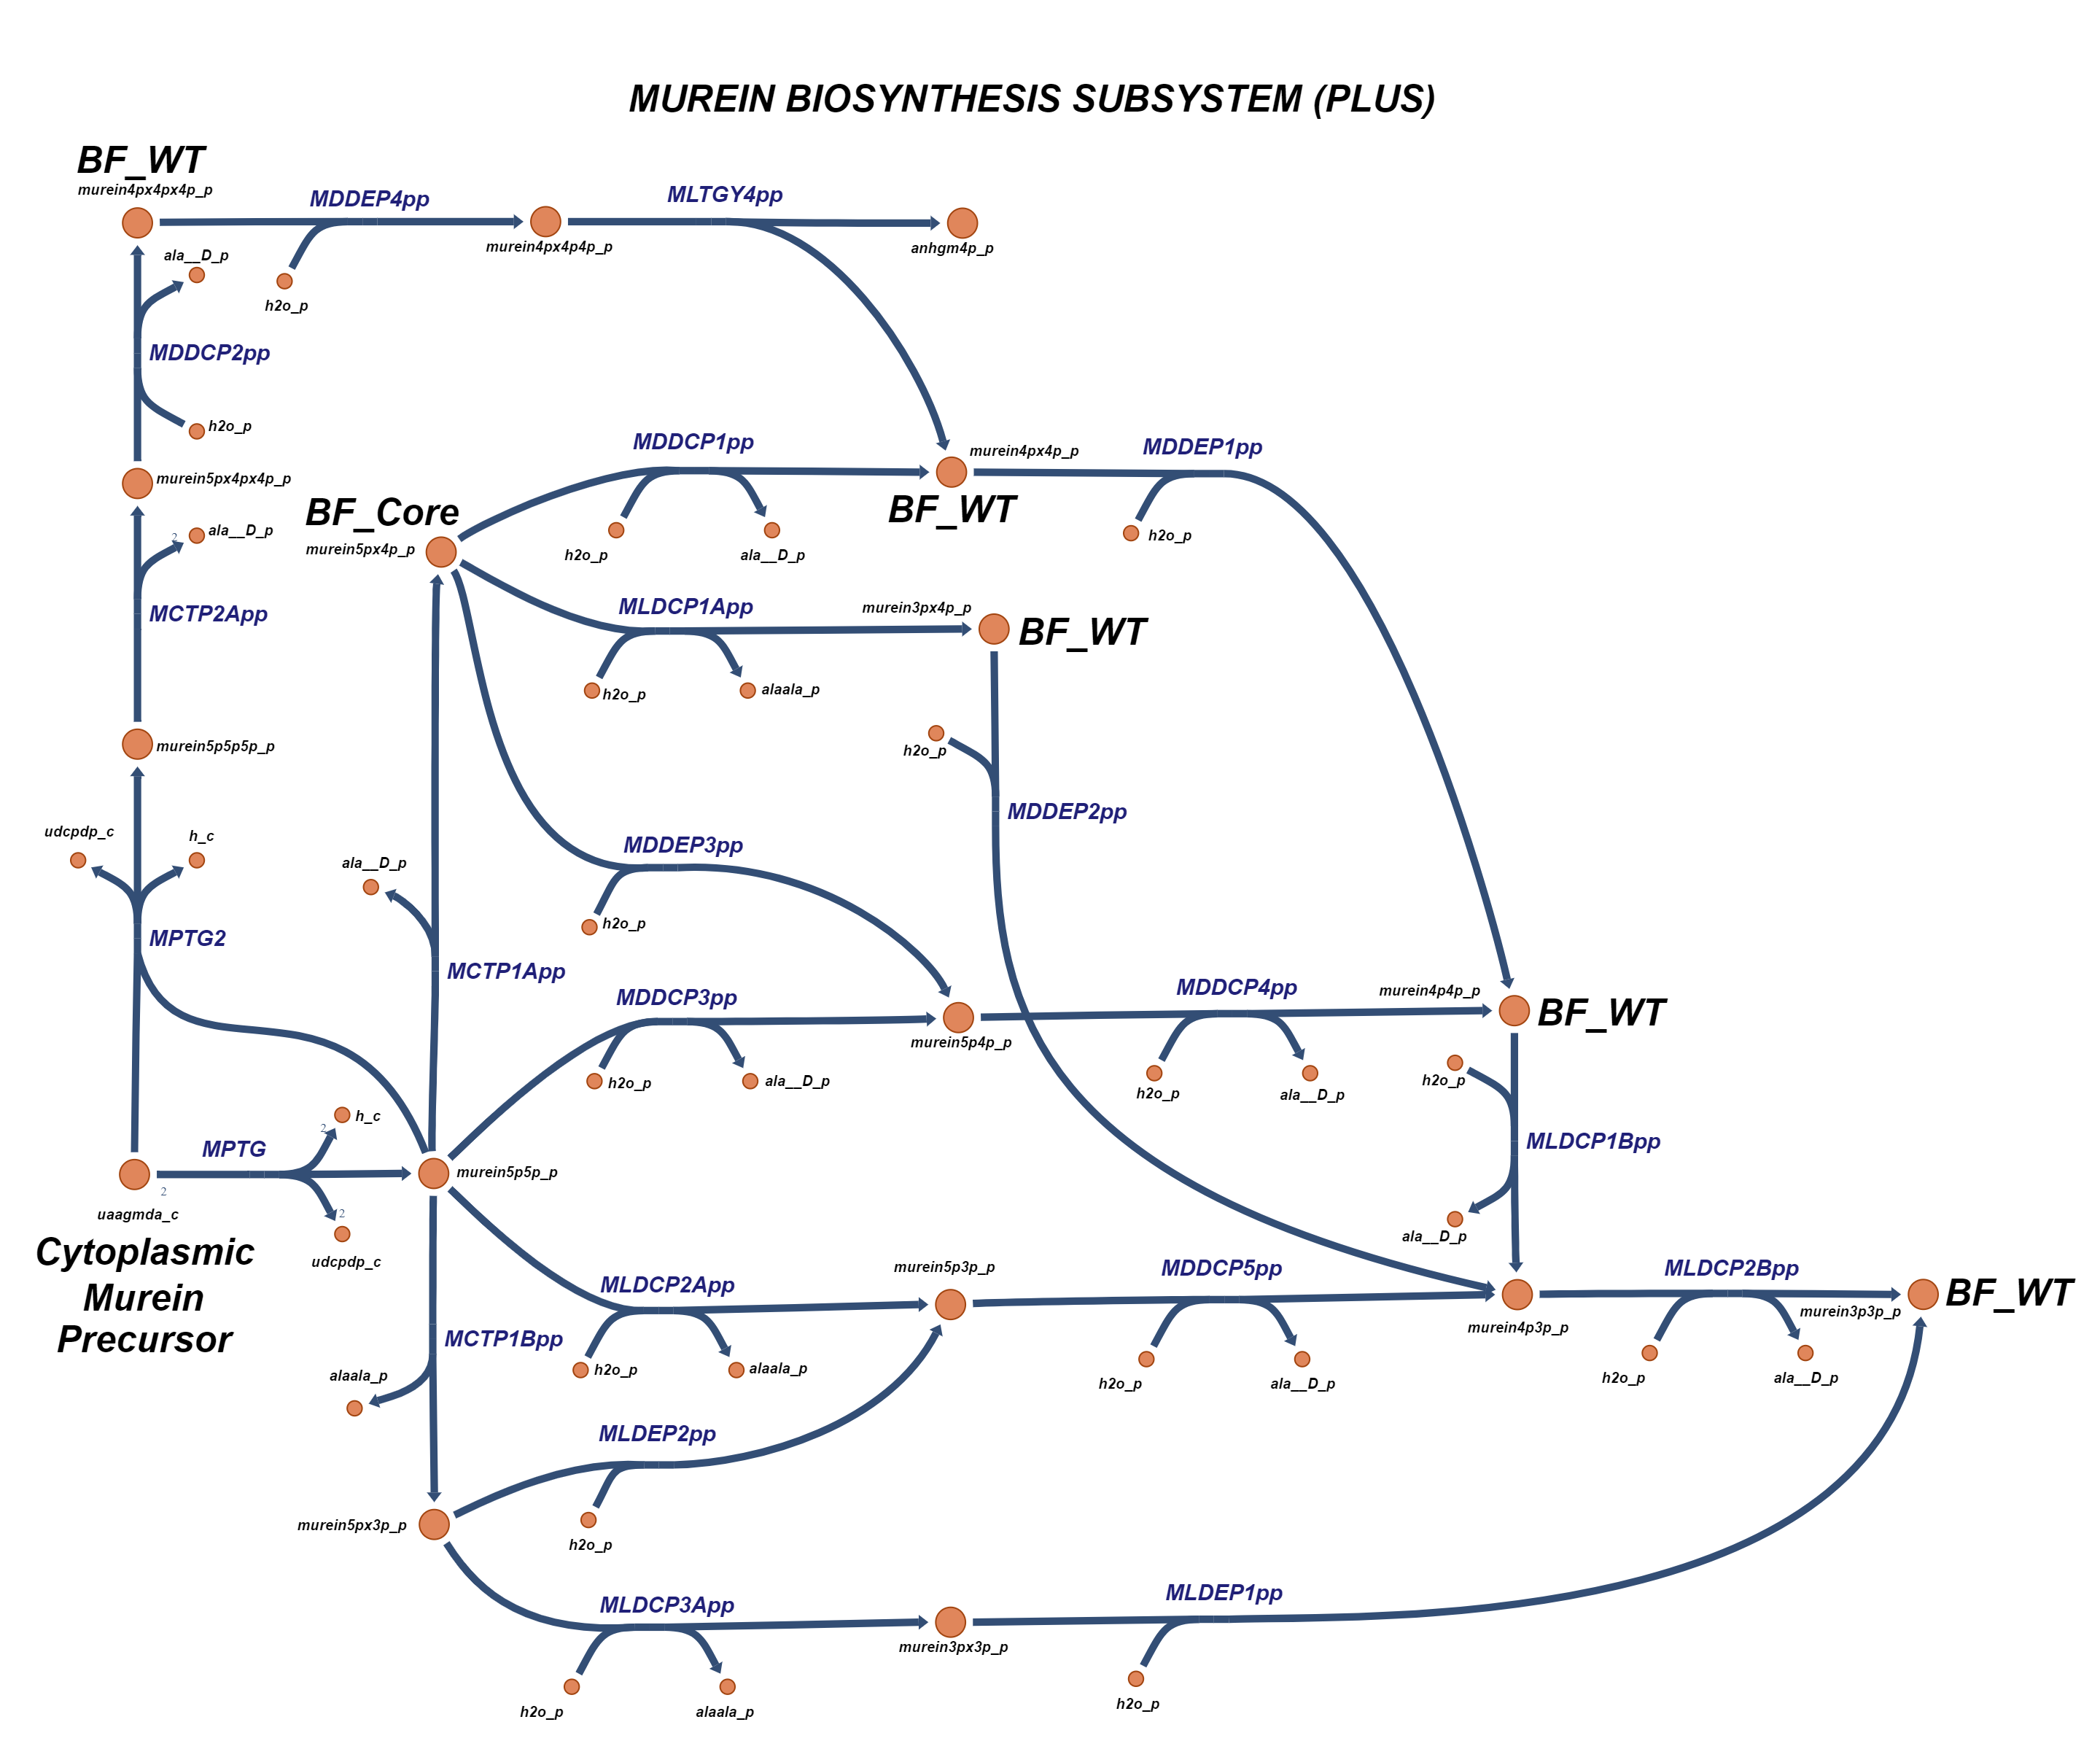 MUREIN BIOSYNTHESIS SUBSYSTEM (PLUS)
BF_WT
murein4px4px4p_p
MDDEP4pp
MLTGY4pp
murein4px4p4p_p
anhgm4p_p
ala__D_p
h2o_p
MDDCP2pp
h2o_p
murein5px4px4p_p
MDDCP1pp
murein4px4p_p
MDDEP1pp
BF_Core
BF_WT
murein5px4p_p
2
ala__D_p
h2o_p
ala__D_p
h2o_p
MCTP2App
MLDCP1App
murein3px4p_p
BF_WT
h2o_p
alaala_p
murein5p5p5p_p
h2o_p
MDDEP2pp
udcpdp_c
h_c
ala__D_p
MDDEP3pp
h2o_p
MPTG2
MCTP1App
MDDCP3pp
MDDCP4pp
murein4p4p_p
BF_WT
murein5p4p_p
h2o_p
ala__D_p
h2o_p
ala__D_p
h2o_p
MPTG
2
h_c
MLDCP1Bpp
murein5p5p_p
2
uaagmda_c
2
udcpdp_c
ala__D_p
Cytoplasmic
Murein
Precursor
MLDCP2App
murein5p3p_p
MDDCP5pp
MLDCP2Bpp
murein3p3p_p
BF_WT
murein4p3p_p
MCTP1Bpp
h2o_p
alaala_p
h2o_p
ala__D_p
h2o_p
ala__D_p
alaala_p
MLDEP2pp
murein5px3p_p
h2o_p
MLDCP3App
MLDEP1pp
murein3px3p_p
h2o_p
alaala_p
h2o_p